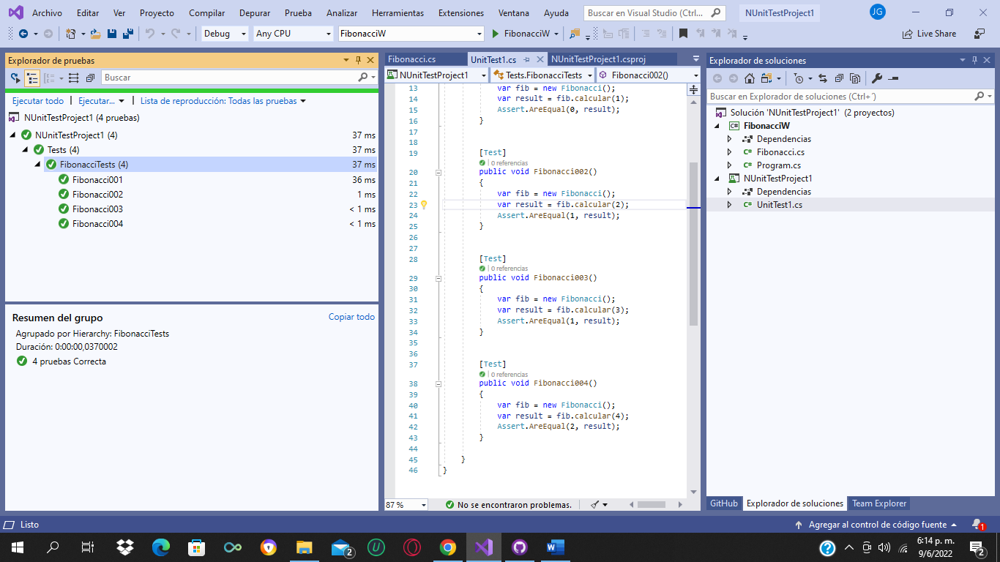 Archivo Editar Ver Proyecto Compilar Depurar Prueba Analizar Herramientas Extensiones Ventana Ayuda Buscar en Visual Studio (Ctrl... NUnitTestProject1 JG
Debug Any CPU FibonacciW FibonacciW Live Share
Explorador de pruebas
Buscar
Ejecutar todo | Ejecutar... | Lista de reproducción: Todas las pruebas
NUnitTestProject1 (4 pruebas)
NUnitTestProject1 (4) 37 ms
Tests (4) 37 ms
FibonacciTests (4) 37 ms
Fibonacci001 36 ms
Fibonacci002 1 ms
Fibonacci003 < 1 ms
Fibonacci004 < 1 ms
Resumen del grupo Copiar todo
Agrupado por Hierarchy: FibonacciTests
Duración: 0:00:00,0370002
4 pruebas Correcta
Fibonacci.cs UnitTest1.cs NUnitTestProject1.csproj
NUnitTestProject1 Tests.FibonacciTests Fibonacci002()
13 var fib = new Fibonacci();
14 var result = fib.calcular(1);
15 Assert.AreEqual(0, result);
16 }
17
18
19 [Test]
| 0 referencias
20 public void Fibonacci002()
21 {
22 var fib = new Fibonacci();
23 var result = fib.calcular(2);
24 Assert.AreEqual(1, result);
25 }
26
27
28 [Test]
| 0 referencias
29 public void Fibonacci003()
30 {
31 var fib = new Fibonacci();
32 var result = fib.calcular(3);
33 Assert.AreEqual(1, result);
34 }
35
36
37 [Test]
| 0 referencias
38 public void Fibonacci004()
39 {
40 var fib = new Fibonacci();
41 var result = fib.calcular(4);
42 Assert.AreEqual(2, result);
43 }
44
45 }
46 }
87 % No se encontraron problemas.
Explorador de soluciones
Buscar en Explorador de soluciones (Ctrl+´)
Solución 'NUnitTestProject1' (2 proyectos)
C# FibonacciW
Dependencias
C# Fibonacci.cs
C# Program.cs
NUnitTestProject1
Dependencias
C# UnitTest1.cs
GitHub Explorador de soluciones Team Explorer
Listo Agregar al control de código fuente 1
2 U W ? 6:14 p. m.
9/6/2022 2